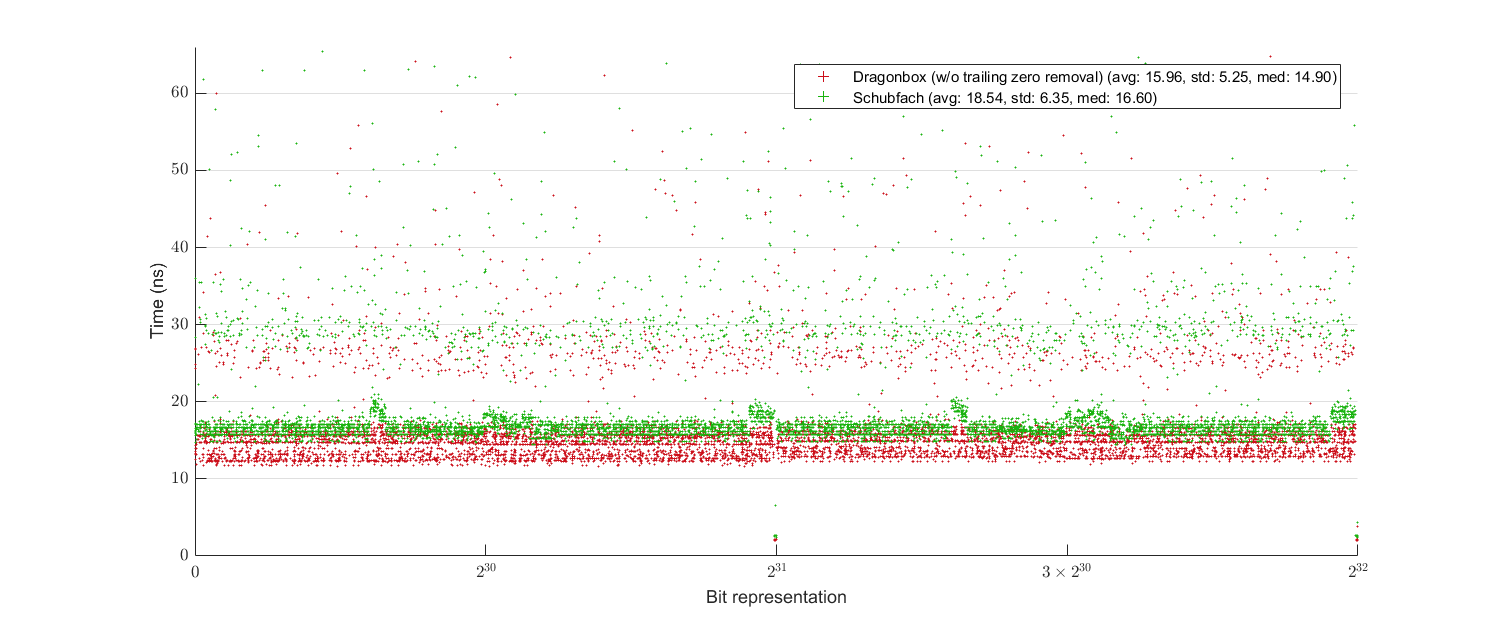 Dragonbox (w/o trailing zero removal) (avg: 15.96, std: 5.25, med: 14.90)
Schubfach (avg: 18.54, std: 6.35, med: 16.60)
Time (ns)
60
50
40
30
20
10
0
0 2^30 2^31 3 × 2^30 2^32
Bit representation